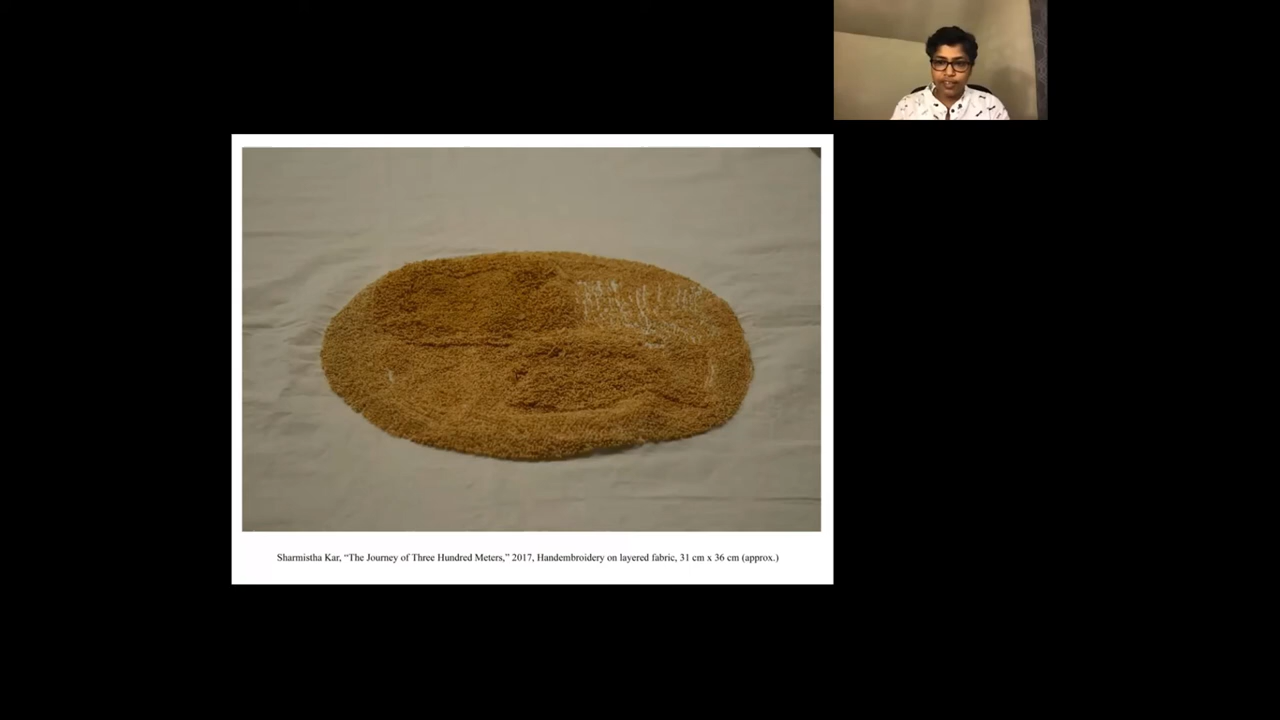 Sharmistha Kar, “The Journey of Three Hundred Meters,” 2017, Handembroidery on layered fabric, 31 cm x 36 cm (approx.)